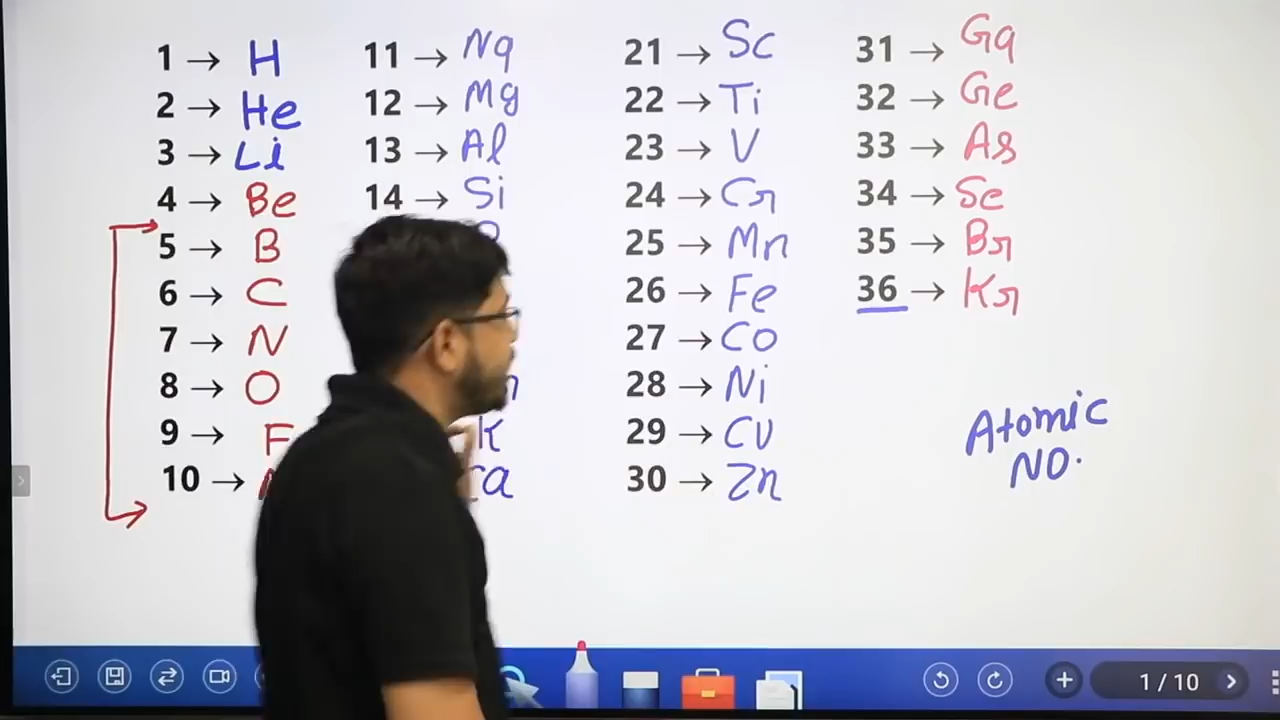 1 → H
2 → He
3 → Li
4 → Be
5 → B
6 → C
7 → N
8 → O
9 → F
10 →
11 → Na
12 → Mg
13 → Al
14 → Si
K
a
21 → Sc
22 → Ti
23 → V
24 → Cr
25 → Mn
26 → Fe
27 → CO
28 → Ni
29 → CU
30 → Zn
31 → Ga
32 → Ge
33 → As
34 → Se
35 → Br
36 → Kr
Atomic
NO.
1 / 10